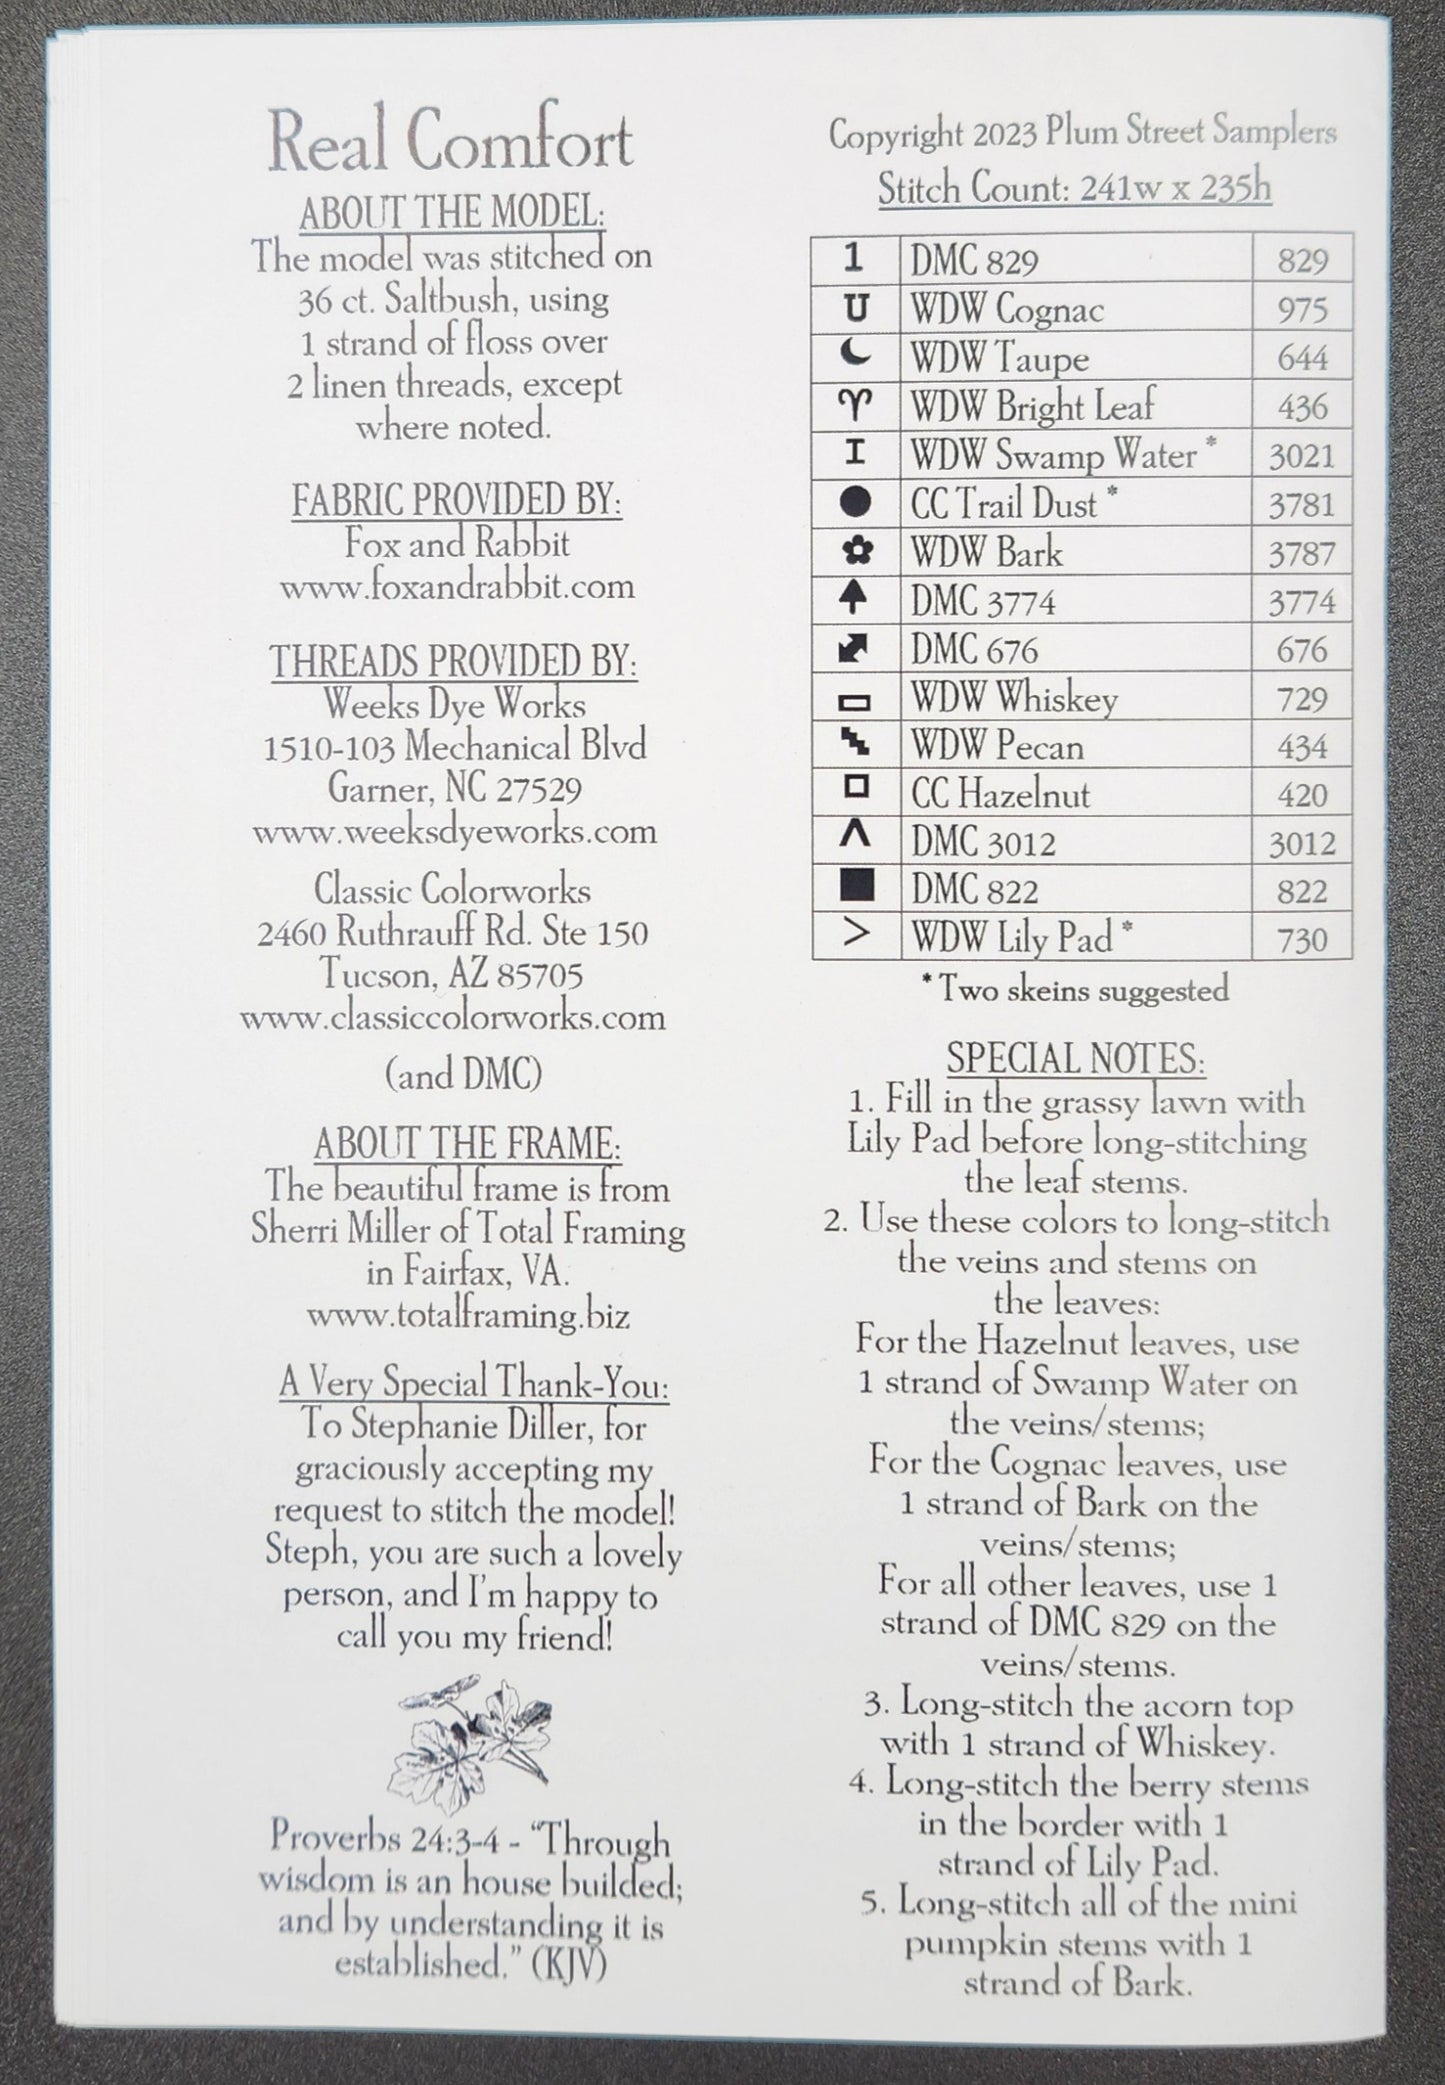 Real Comfort
ABOUT THE MODEL:
The model was stitched on
36 ct. Saltbush, using
1 strand of floss over
2 linen threads, except
where noted.
FABRIC PROVIDED BY:
Fox and Rabbit
www.foxandrabbit.com
THREADS PROVIDED BY:
Weeks Dye Works
1510-103 Mechanical Blvd
Garner, NC 27529
www.weeksdyeworks.com
Classic Colorworks
2460 Ruthrauff Rd. Ste 150
Tucson, AZ 85705
www.classiccolorworks.com
(and DMC)
ABOUT THE FRAME:
The beautiful frame is from
Sherri Miller of Total Framing
in Fairfax, VA.
www.totalframing.biz
A Very Special Thank-You:
To Stephanie Diller, for
graciously accepting my
request to stitch the model!
Steph, you are such a lovely
person, and I'm happy to
call you my friend!
Proverbs 24:3-4 - “Through
wisdom is an house builded;
and by understanding it is
established.” (KJV)
Copyright 2023 Plum Street Samplers
Stitch Count: 241w x 235h
1 DMC 829 829
U WDW Cognac 975
☾ WDW Taupe 644
♈ WDW Bright Leaf 436
I WDW Swamp Water * 3021
● CC Trail Dust * 3781
✿ WDW Bark 3787
DMC 3774 3774
DMC 676 676
▭ WDW Whiskey 729
WDW Pecan 434
□ CC Hazelnut 420
^ DMC 3012 3012
■ DMC 822 822
> WDW Lily Pad * 730
* Two skeins suggested
SPECIAL NOTES:
1. Fill in the grassy lawn with
Lily Pad before long-stitching
the leaf stems.
2. Use these colors to long-stitch
the veins and stems on
the leaves:
For the Hazelnut leaves, use
1 strand of Swamp Water on
the veins/stems;
For the Cognac leaves, use
1 strand of Bark on the
veins/stems;
For all other leaves, use 1
strand of DMC 829 on the
veins/stems.
3. Long-stitch the acorn top
with 1 strand of Whiskey.
4. Long-stitch the berry stems
in the border with 1
strand of Lily Pad.
5. Long-stitch all of the mini
pumpkin stems with 1
strand of Bark.